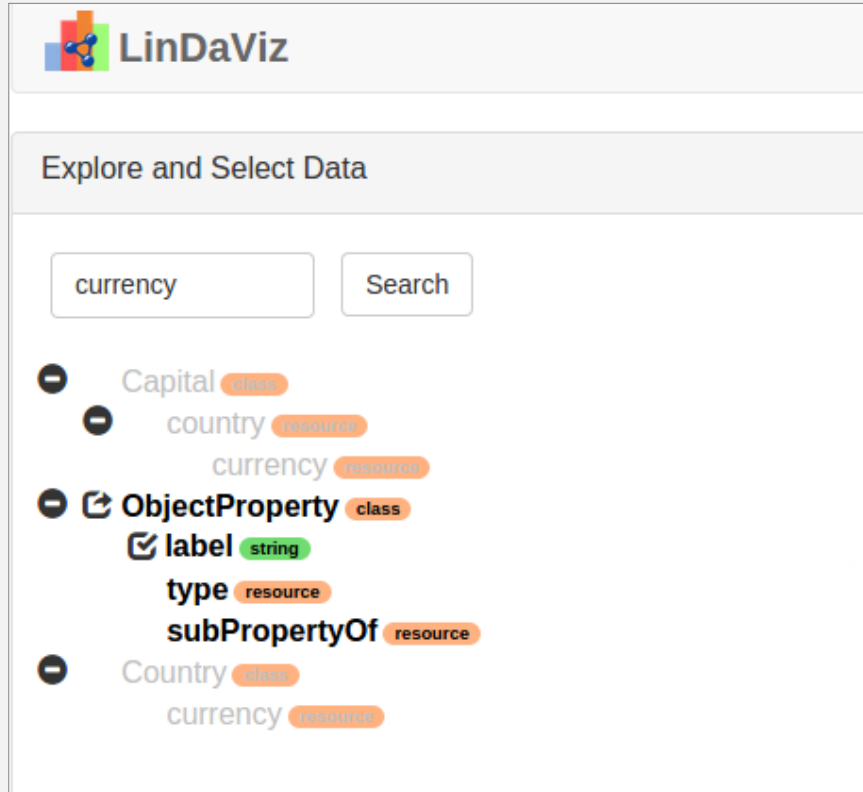 LinDaViz
Explore and Select Data
currency Search
Capital class
country resource
currency resource
ObjectProperty class
label string
type resource
subPropertyOf resource
Country class
currency resource